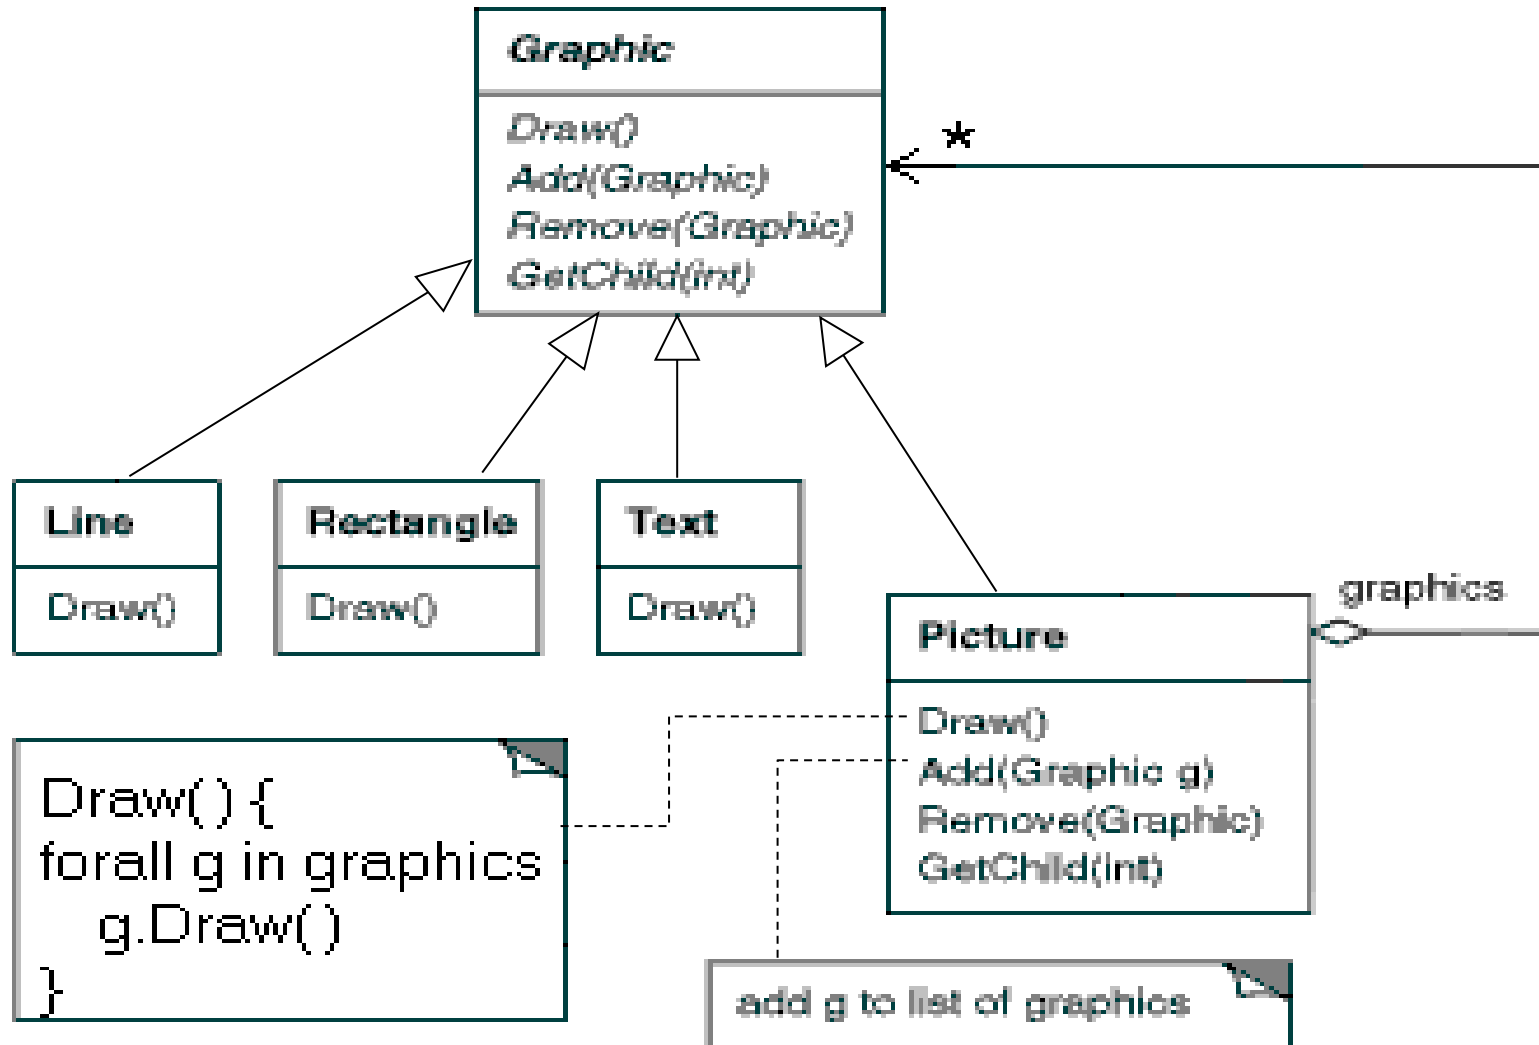 Graphic
Draw()
Add(Graphic)
Remove(Graphic)
GetChild(int)
*
Line
Draw()
Rectangle
Draw()
Text
Draw()
graphics
Picture
Draw()
Add(Graphic g)
Remove(Graphic)
GetChild(int)
Draw() {
forall g in graphics
g.Draw()
}
add g to list of graphics